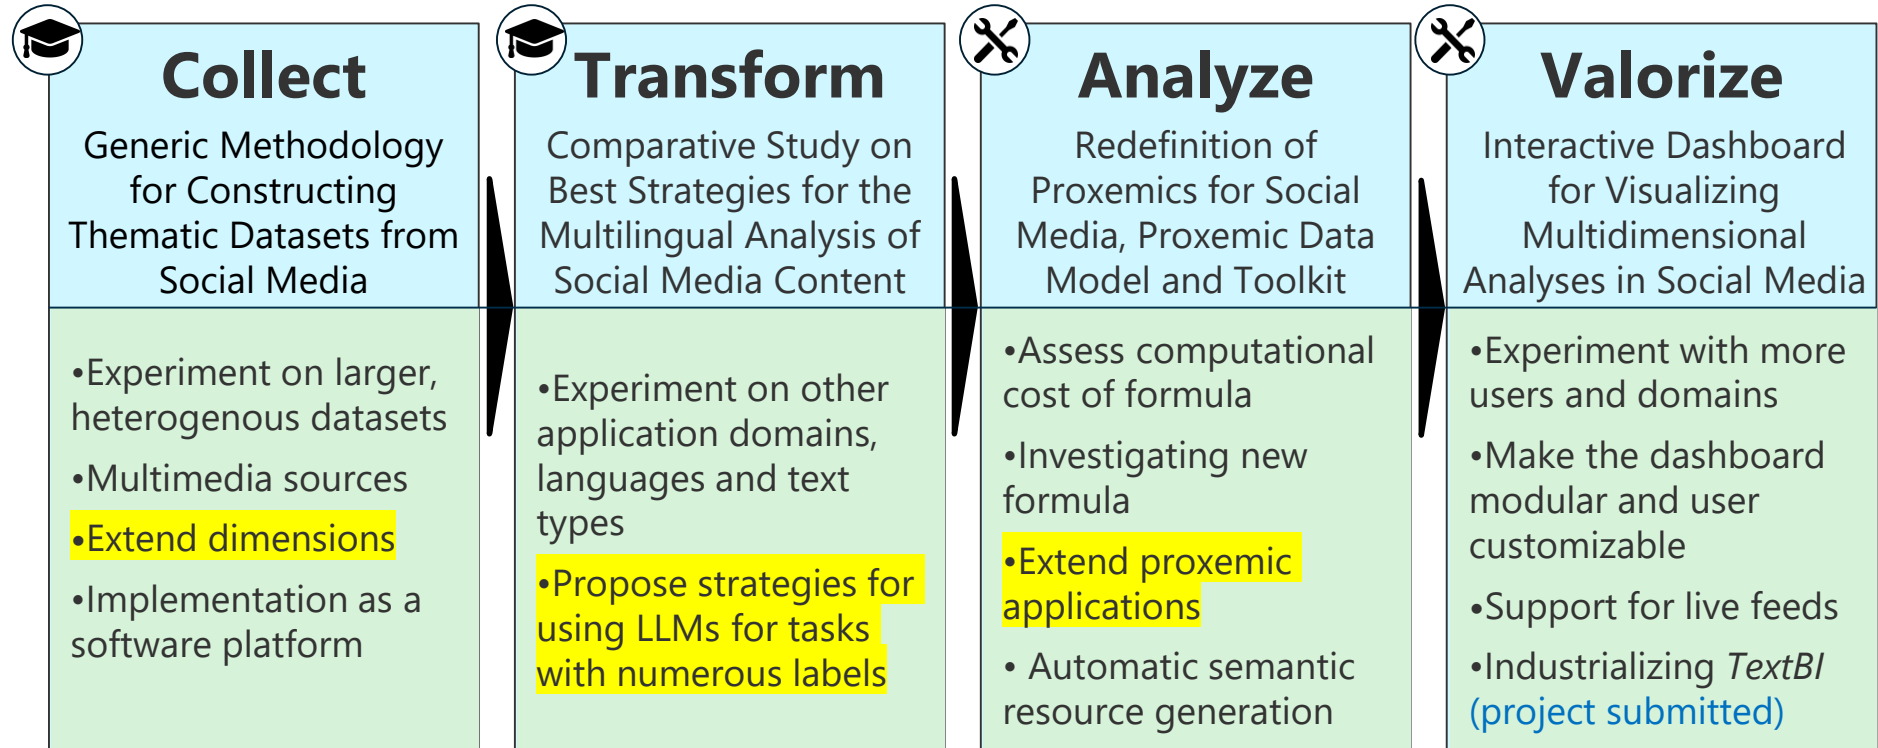 Collect
Generic Methodology
for Constructing
Thematic Datasets from
Social Media
•Experiment on larger,
heterogenous datasets
•Multimedia sources
•Extend dimensions
•Implementation as a
software platform
Transform
Comparative Study on
Best Strategies for the
Multilingual Analysis of
Social Media Content
•Experiment on other
application domains,
languages and text
types
•Propose strategies for
using LLMs for tasks
with numerous labels
Analyze
Redefinition of
Proxemics for Social
Media, Proxemic Data
Model and Toolkit
•Assess computational
cost of formula
•Investigating new
formula
•Extend proxemic
applications
• Automatic semantic
resource generation
Valorize
Interactive Dashboard
for Visualizing
Multidimensional
Analyses in Social Media
•Experiment with more
users and domains
•Make the dashboard
modular and user
customizable
•Support for live feeds
•Industrializing TextBI
(project submitted)